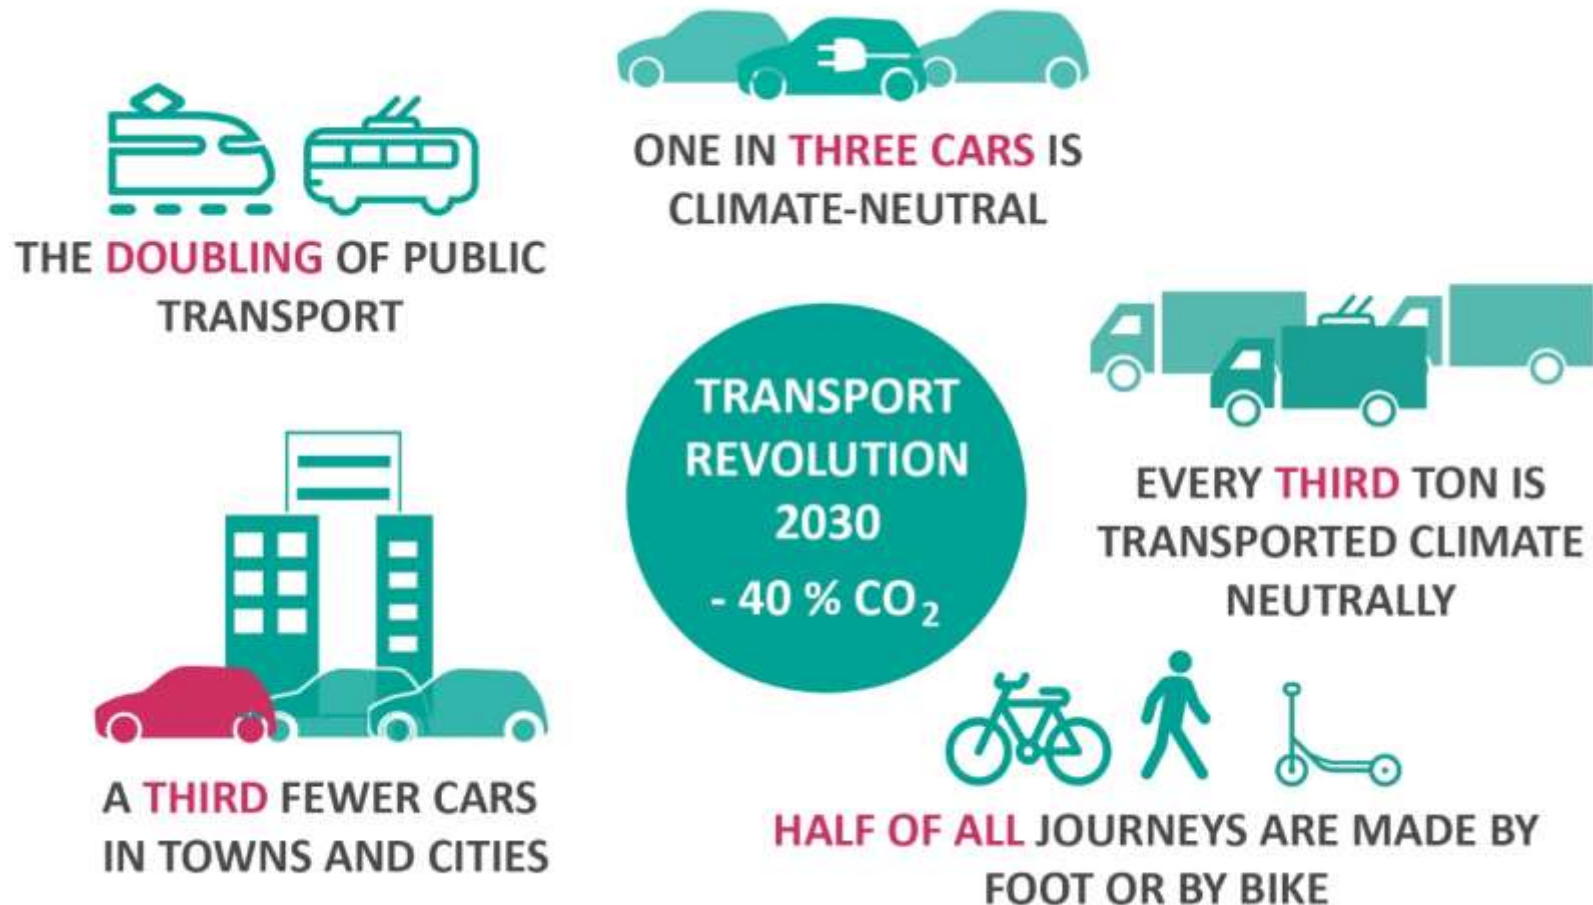 ONE IN THREE CARS IS
CLIMATE-NEUTRAL
THE DOUBLING OF PUBLIC
TRANSPORT
TRANSPORT
REVOLUTION
2030
- 40 % CO₂
EVERY THIRD TON IS
TRANSPORTED CLIMATE
NEUTRALLY
A THIRD FEWER CARS
IN TOWNS AND CITIES
HALF OF ALL JOURNEYS ARE MADE BY
FOOT OR BY BIKE